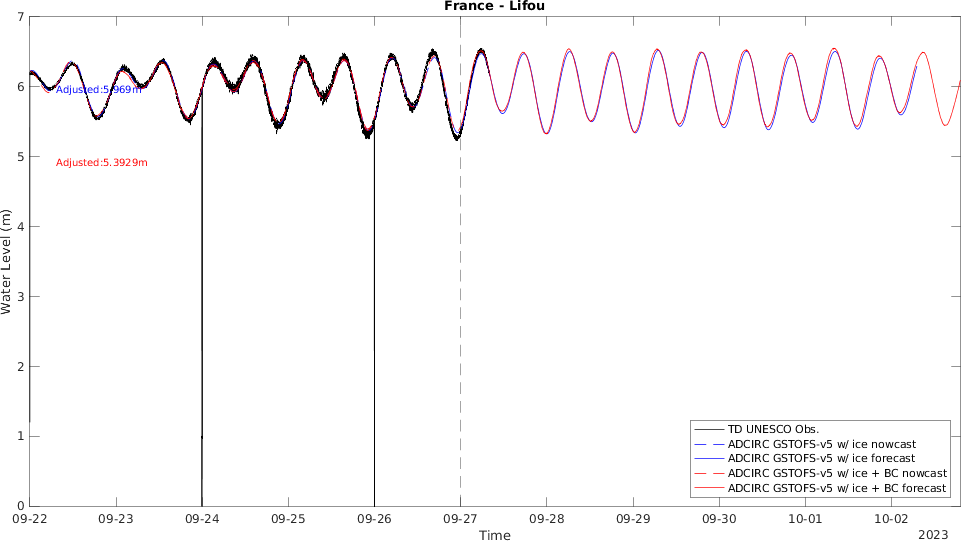 France - Lifou
7
6
5
4
3
2
1
0
Water Level (m)
Adjusted:5.969m
Adjusted:5.3929m
TD UNESCO Obs.
ADCIRC GSTOFS-v5 w/ ice nowcast
ADCIRC GSTOFS-v5 w/ ice forecast
ADCIRC GSTOFS-v5 w/ ice + BC nowcast
ADCIRC GSTOFS-v5 w/ ice + BC forecast
09-22 09-23 09-24 09-25 09-26 09-27 09-28 09-29 09-30 10-01 10-02
Time
2023